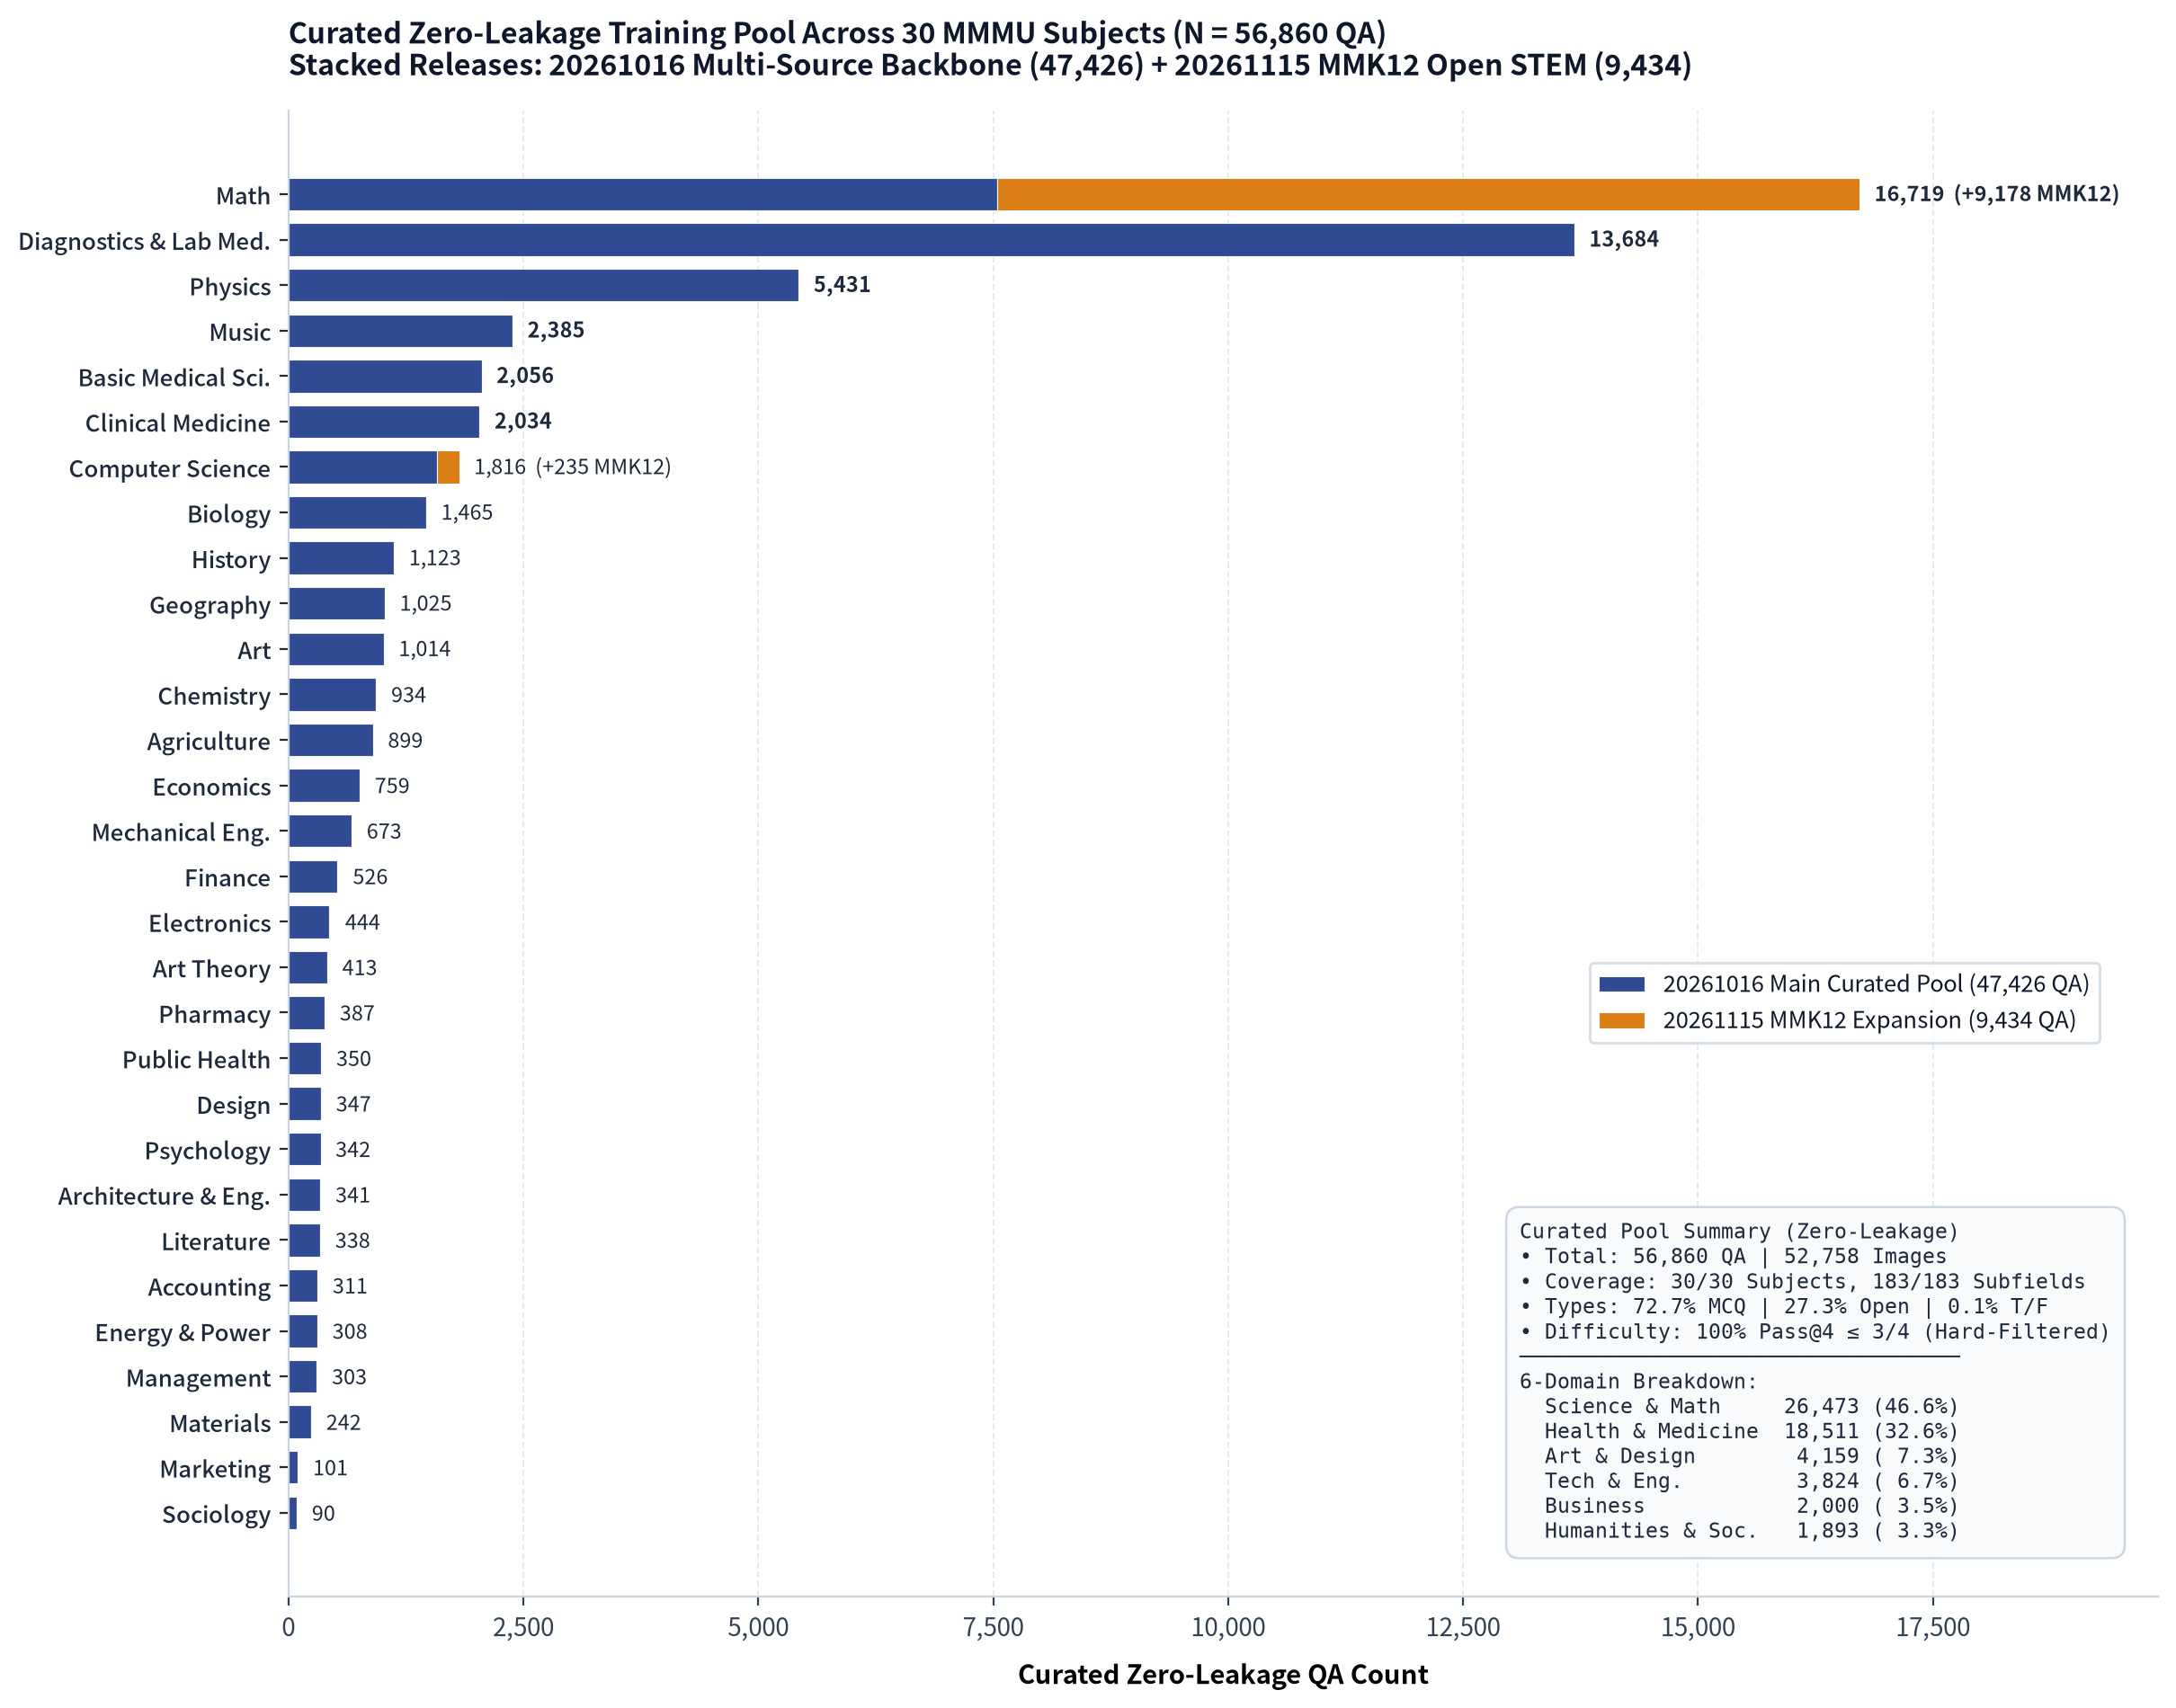 Curated Zero-Leakage Training Pool Across 30 MMMU Subjects (N = 56,860 QA)
Stacked Releases: 20261016 Multi-Source Backbone (47,426) + 20261115 MMK12 Open STEM (9,434)
Math 16,719 (+9,178 MMK12)
Diagnostics & Lab Med. 13,684
Physics 5,431
Music 2,385
Basic Medical Sci. 2,056
Clinical Medicine 2,034
Computer Science 1,816 (+235 MMK12)
Biology 1,465
History 1,123
Geography 1,025
Art 1,014
Chemistry 934
Agriculture 899
Economics 759
Mechanical Eng. 673
Finance 526
Electronics 444
Art Theory 413
Pharmacy 387
Public Health 350
Design 347
Psychology 342
Architecture & Eng. 341
Literature 338
Accounting 311
Energy & Power 308
Management 303
Materials 242
Marketing 101
Sociology 90
20261016 Main Curated Pool (47,426 QA)
20261115 MMK12 Expansion (9,434 QA)
Curated Pool Summary (Zero-Leakage)
• Total: 56,860 QA | 52,758 Images
• Coverage: 30/30 Subjects, 183/183 Subfields
• Types: 72.7% MCQ | 27.3% Open | 0.1% T/F
• Difficulty: 100% Pass@4 ≤ 3/4 (Hard-Filtered)
6-Domain Breakdown:
Science & Math 26,473 (46.6%)
Health & Medicine 18,511 (32.6%)
Art & Design 4,159 ( 7.3%)
Tech & Eng. 3,824 ( 6.7%)
Business 2,000 ( 3.5%)
Humanities & Soc. 1,893 ( 3.3%)
0 2,500 5,000 7,500 10,000 12,500 15,000 17,500
Curated Zero-Leakage QA Count